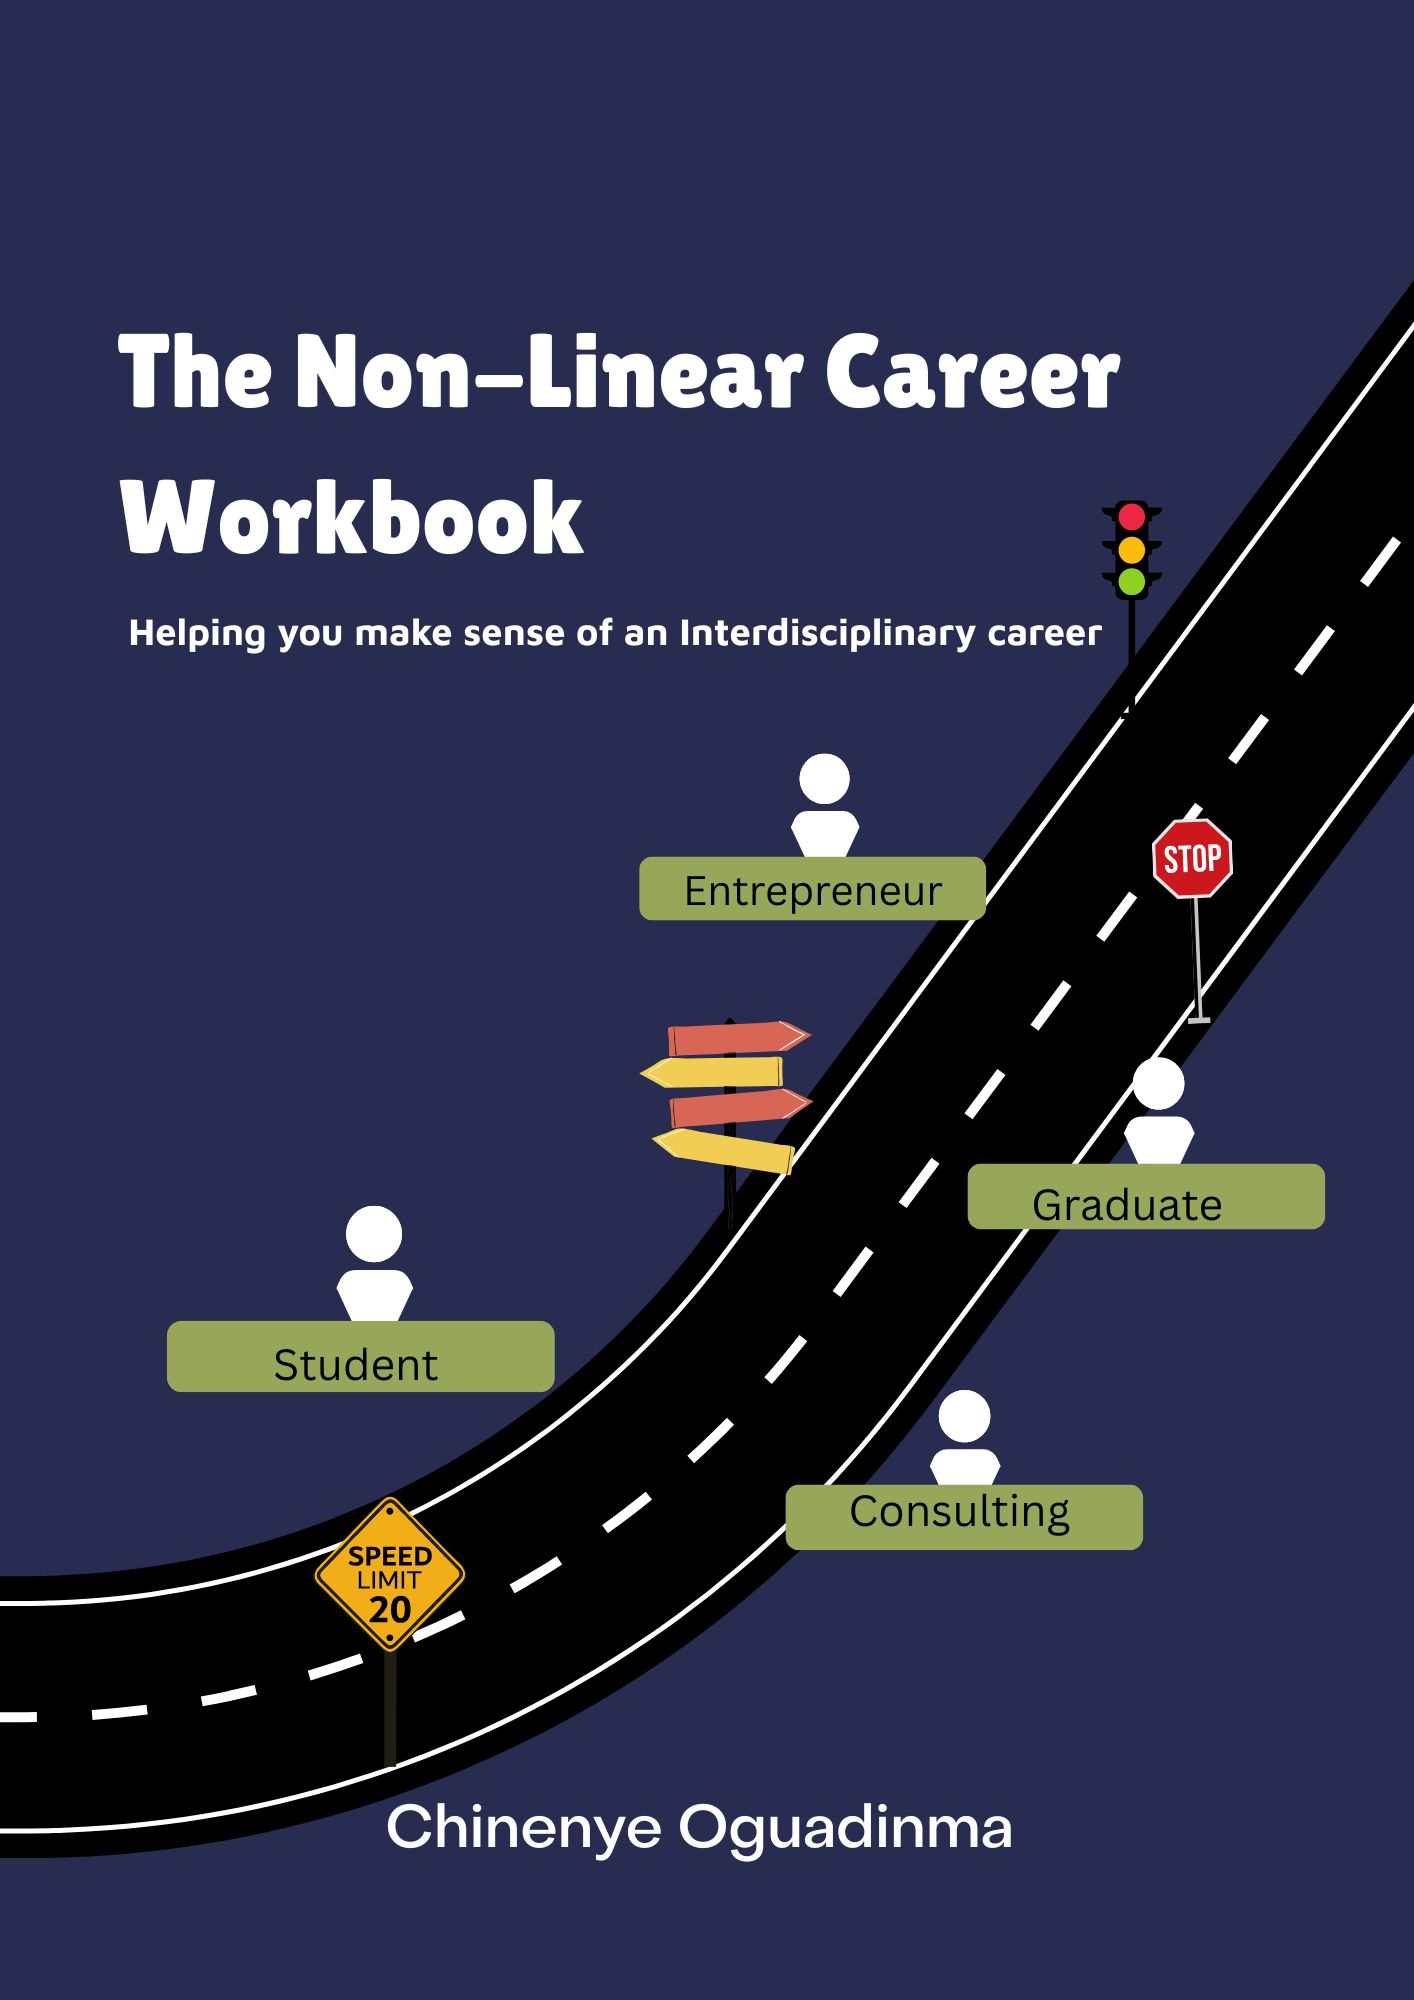 The Non-Linear Career
Workbook
Helping you make sense of an Interdisciplinary career
Entrepreneur
STOP
Graduate
Student
Consulting
SPEED
LIMIT
20
Chinenye Oguadinma